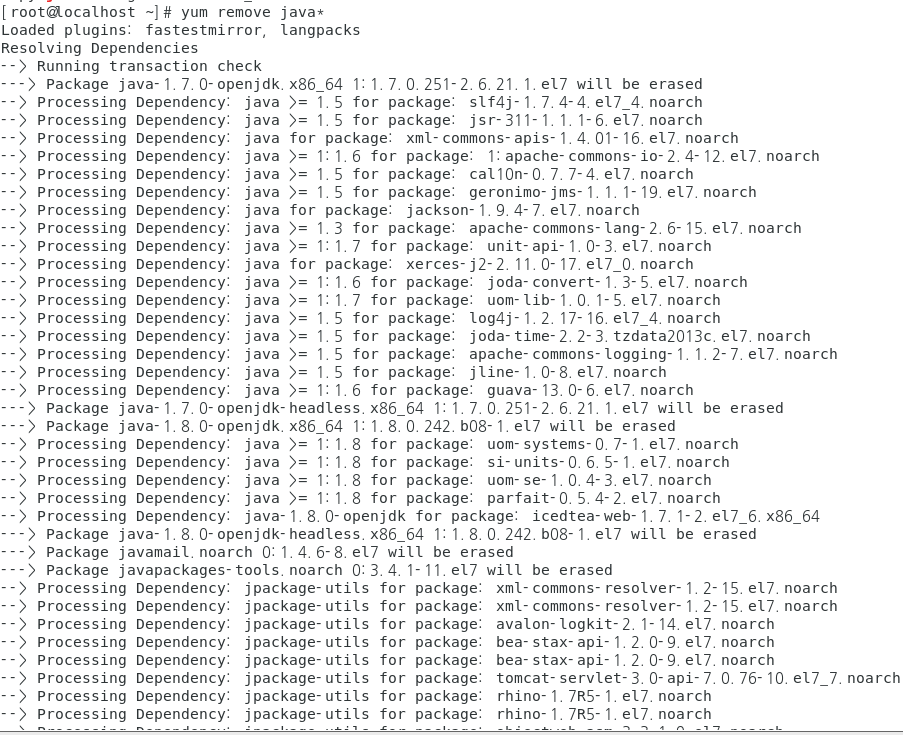 [root@localhost ~]# yum remove java*
Loaded plugins: fastestmirror, langpacks
Resolving Dependencies
--> Running transaction check
---> Package java-1.7.0-openjdk.x86_64 1:1.7.0.251-2.6.21.1.el7 will be erased
--> Processing Dependency: java >= 1.5 for package: slf4j-1.7.4-4.el7_4.noarch
--> Processing Dependency: java >= 1.5 for package: jsr-311-1.1.1-6.el7.noarch
--> Processing Dependency: java for package: xml-commons-apis-1.4.01-16.el7.noarch
--> Processing Dependency: java >= 1:1.6 for package: 1:apache-commons-io-2.4-12.el7.noarch
--> Processing Dependency: java >= 1.5 for package: cal10n-0.7.7-4.el7.noarch
--> Processing Dependency: java >= 1.5 for package: geronimo-jms-1.1.1-19.el7.noarch
--> Processing Dependency: java for package: jackson-1.9.4-7.el7.noarch
--> Processing Dependency: java >= 1.3 for package: apache-commons-lang-2.6-15.el7.noarch
--> Processing Dependency: java >= 1:1.7 for package: unit-api-1.0-3.el7.noarch
--> Processing Dependency: java for package: xerces-j2-2.11.0-17.el7_0.noarch
--> Processing Dependency: java >= 1:1.6 for package: joda-convert-1.3-5.el7.noarch
--> Processing Dependency: java >= 1:1.7 for package: uom-lib-1.0.1-5.el7.noarch
--> Processing Dependency: java >= 1.5 for package: log4j-1.2.17-16.el7_4.noarch
--> Processing Dependency: java >= 1.5 for package: joda-time-2.2-3.tzdata2013c.el7.noarch
--> Processing Dependency: java >= 1.5 for package: apache-commons-logging-1.1.2-7.el7.noarch
--> Processing Dependency: java >= 1.5 for package: jline-1.0-8.el7.noarch
--> Processing Dependency: java >= 1:1.6 for package: guava-13.0-6.el7.noarch
---> Package java-1.7.0-openjdk-headless.x86_64 1:1.7.0.251-2.6.21.1.el7 will be erased
---> Package java-1.8.0-openjdk.x86_64 1:1.8.0.242.b08-1.el7 will be erased
--> Processing Dependency: java >= 1:1.8 for package: uom-systems-0.7-1.el7.noarch
--> Processing Dependency: java >= 1:1.8 for package: si-units-0.6.5-1.el7.noarch
--> Processing Dependency: java >= 1:1.8 for package: uom-se-1.0.4-3.el7.noarch
--> Processing Dependency: java >= 1:1.8 for package: parfait-0.5.4-2.el7.noarch
--> Processing Dependency: java-1.8.0-openjdk for package: icedtea-web-1.7.1-2.el7_6.x86_64
---> Package java-1.8.0-openjdk-headless.x86_64 1:1.8.0.242.b08-1.el7 will be erased
---> Package javamail.noarch 0:1.4.6-8.el7 will be erased
---> Package javapackages-tools.noarch 0:3.4.1-11.el7 will be erased
--> Processing Dependency: jpackage-utils for package: xml-commons-resolver-1.2-15.el7.noarch
--> Processing Dependency: jpackage-utils for package: xml-commons-resolver-1.2-15.el7.noarch
--> Processing Dependency: jpackage-utils for package: avalon-logkit-2.1-14.el7.noarch
--> Processing Dependency: jpackage-utils for package: bea-stax-api-1.2.0-9.el7.noarch
--> Processing Dependency: jpackage-utils for package: bea-stax-api-1.2.0-9.el7.noarch
--> Processing Dependency: jpackage-utils for package: tomcat-servlet-3.0-api-7.0.76-10.el7_7.noarch
--> Processing Dependency: jpackage-utils for package: rhino-1.7R5-1.el7.noarch
--> Processing Dependency: jpackage-utils for package: rhino-1.7R5-1.el7.noarch